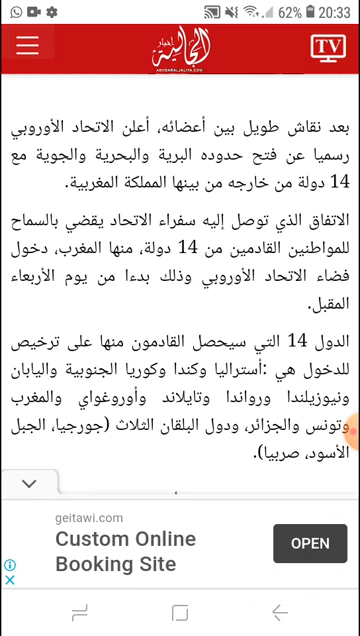 62% 20:33
أخبار الجالية
AKHBARALJALIYA.COM
TV
بعد نقاش طويل بين أعضائه، أعلن الاتحاد الأوروبي
رسميا عن فتح حدوده البرية والبحرية والجوية مع
14 دولة من خارجه من بينها المملكة المغربية.
الاتفاق الذي توصل إليه سفراء الاتحاد يقضي بالسماح
للمواطنين القادمين من 14 دولة، منها المغرب، دخول
فضاء الاتحاد الأوروبي وذلك بدءا من يوم الأربعاء
المقبل.
الدول 14 التي سيحصل القادمون منها على ترخيص
للدخول هي :أستراليا وكندا وكوريا الجنوبية واليابان
ونيوزيلندا ورواندا وتايلاند وأوروغواي والمغرب
وتونس والجزائر، ودول البلقان الثلاث (جورجيا، الجبل
الأسود، صربيا).
geitawi.com
Custom Online
Booking Site
OPEN